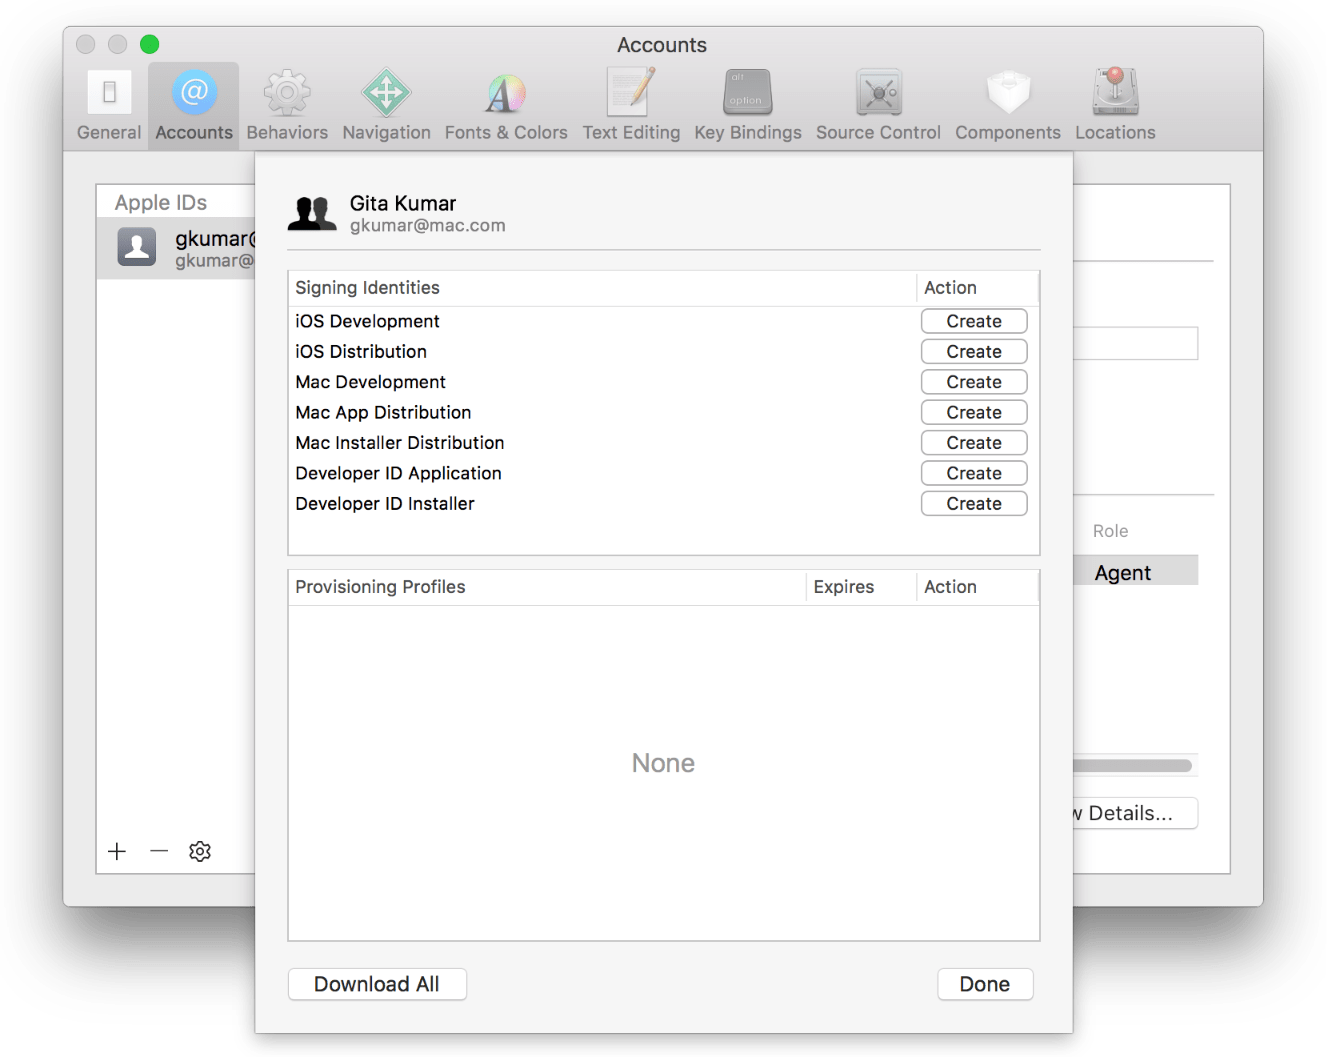 Accounts
General Accounts Behaviors Navigation Fonts & Colors Text Editing alt option Key Bindings Source Control Components Locations
Apple IDs
gkumar@
gkumar@
Gita Kumar
gkumar@mac.com
Signing Identities Action
iOS Development Create
iOS Distribution Create
Mac Development Create
Mac App Distribution Create
Mac Installer Distribution Create
Developer ID Application Create
Developer ID Installer Create
Role
Agent
Provisioning Profiles Expires Action
None
w Details...
Download All Done